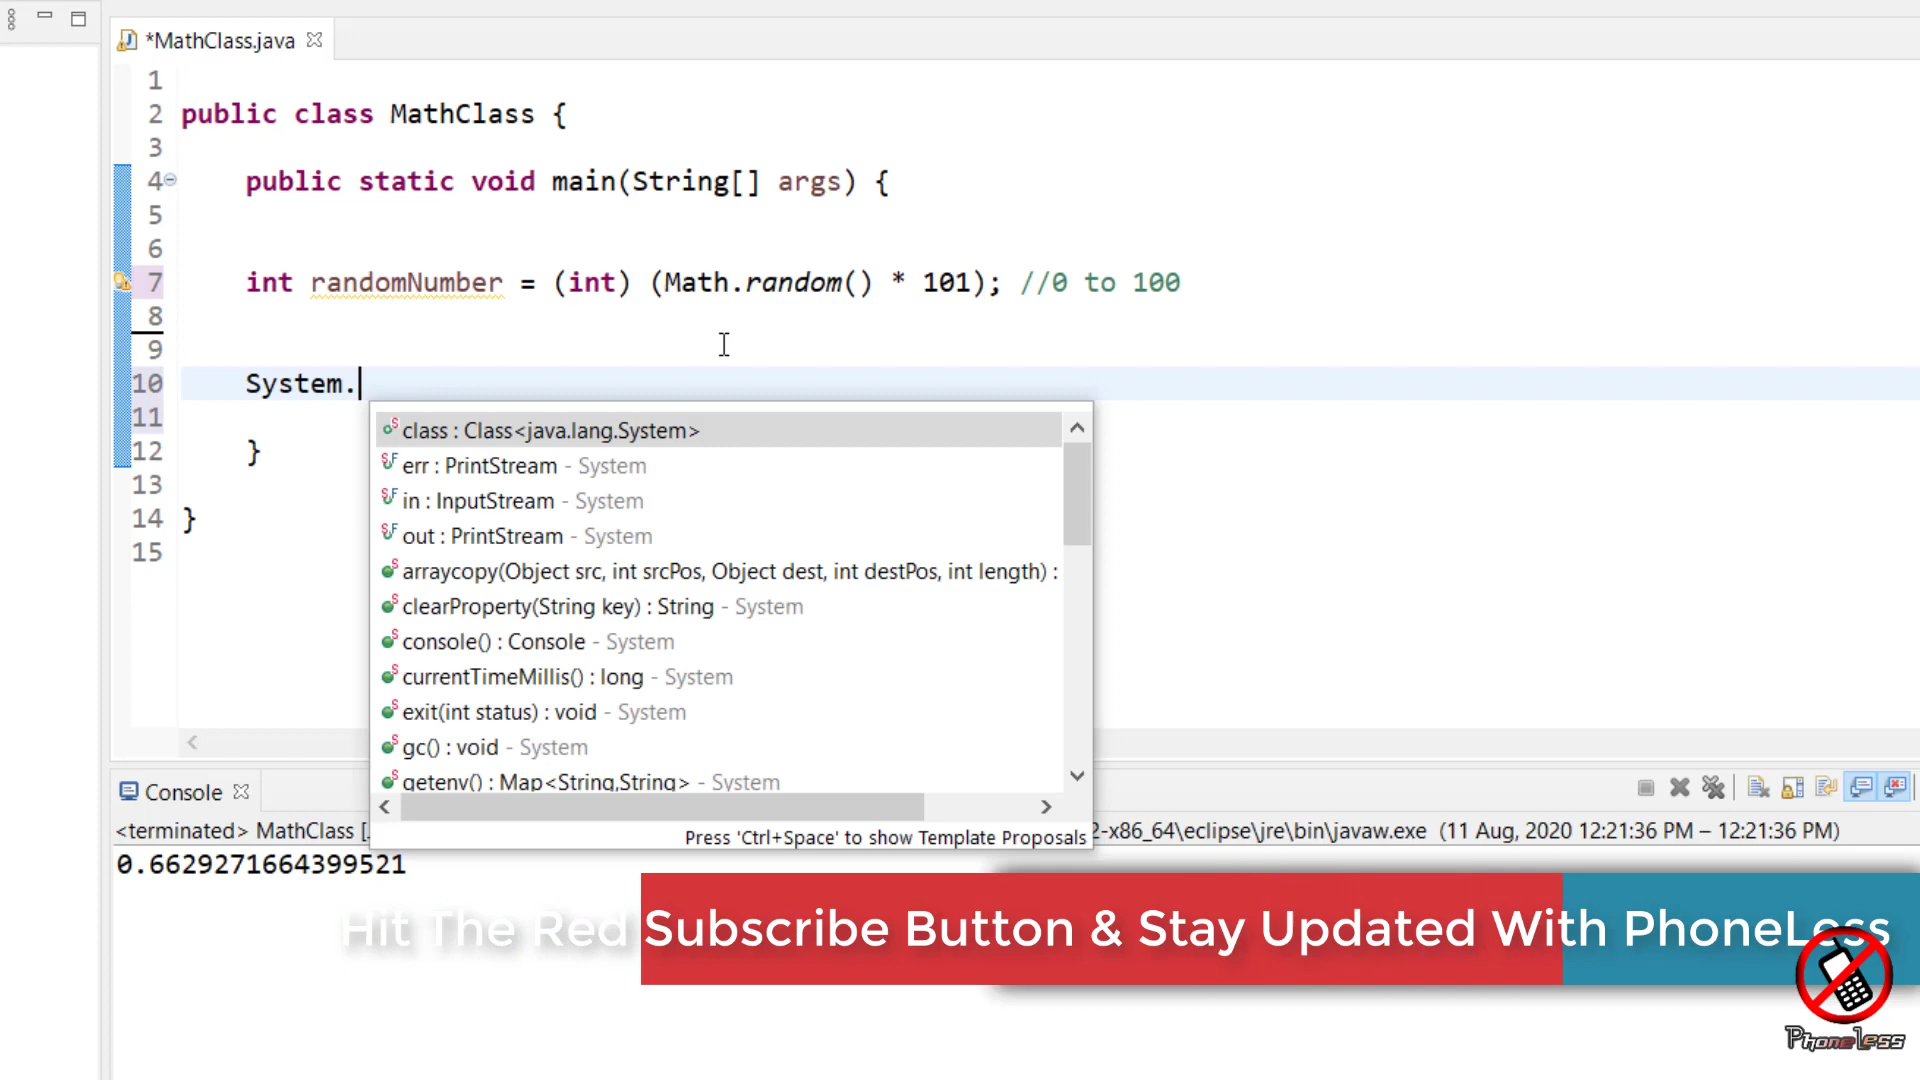 *MathClass.java
1
2 public class MathClass {
3
4 public static void main(String[] args) {
5
6
7 int randomNumber = (int) (Math.random() * 101); //0 to 100
8
9
10 System.
11
12 }
13
14 }
15
class : Class<java.lang.System>
err : PrintStream - System
in : InputStream - System
out : PrintStream - System
arraycopy(Object src, int srcPos, Object dest, int destPos, int length) :
clearProperty(String key) : String - System
console() : Console - System
currentTimeMillis() : long - System
exit(int status) : void - System
gc() : void - System
getenv() : Map<String,String> - System
Press 'Ctrl+Space' to show Template Proposals
Console
<terminated> MathClass [ 2-x86_64\eclipse\jre\bin\javaw.exe (11 Aug, 2020 12:21:36 PM – 12:21:36 PM)
0.6629271664399521
Hit The Red Subscribe Button & Stay Updated With PhoneLess
PhoneLess